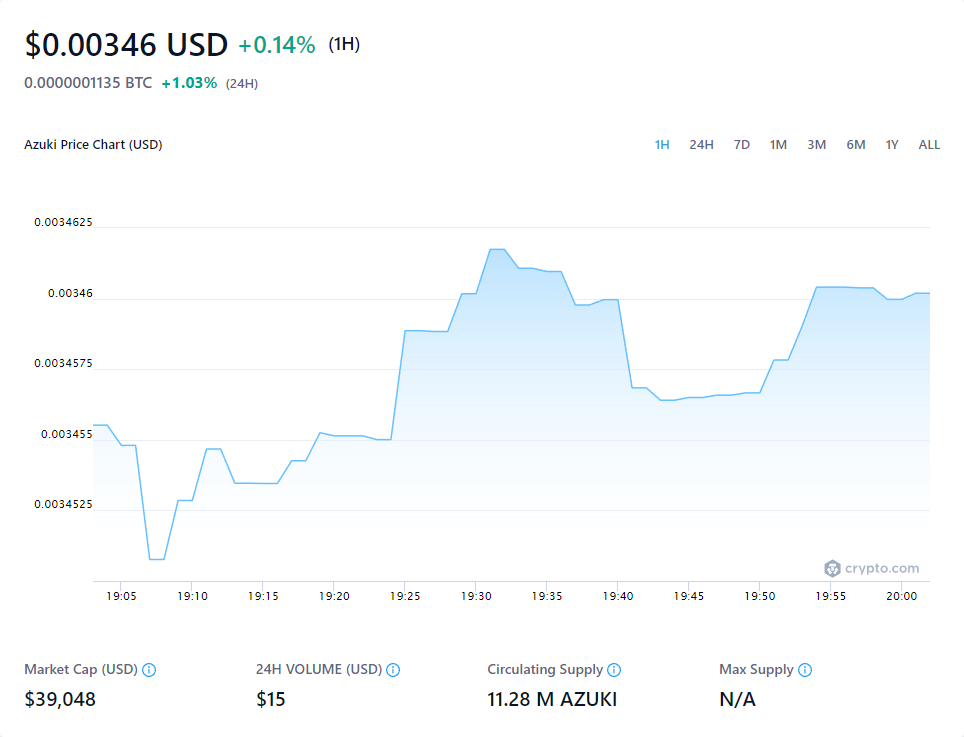 $0.00346 USD +0.14% (1H)
0.0000001135 BTC +1.03% (24H)
Azuki Price Chart (USD) 1H 24H 7D 1M 3M 6M 1Y ALL
0.0034625
0.00346
0.0034575
0.003455
0.0034525
crypto.com
19:05 19:10 19:15 19:20 19:25 19:30 19:35 19:40 19:45 19:50 19:55 20:00
Market Cap (USD) 24H VOLUME (USD) Circulating Supply Max Supply
$39,048 $15 11.28 M AZUKI N/A